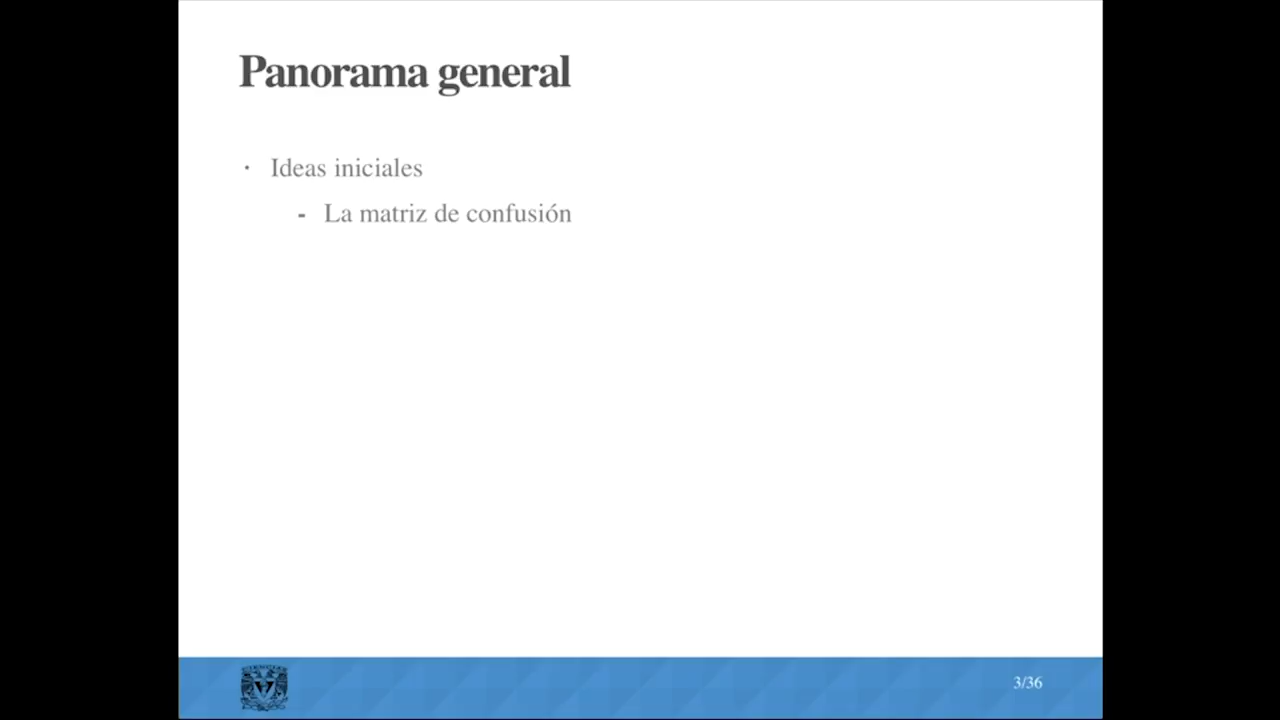 Panorama general
· Ideas iniciales
- La matriz de confusión
3/36